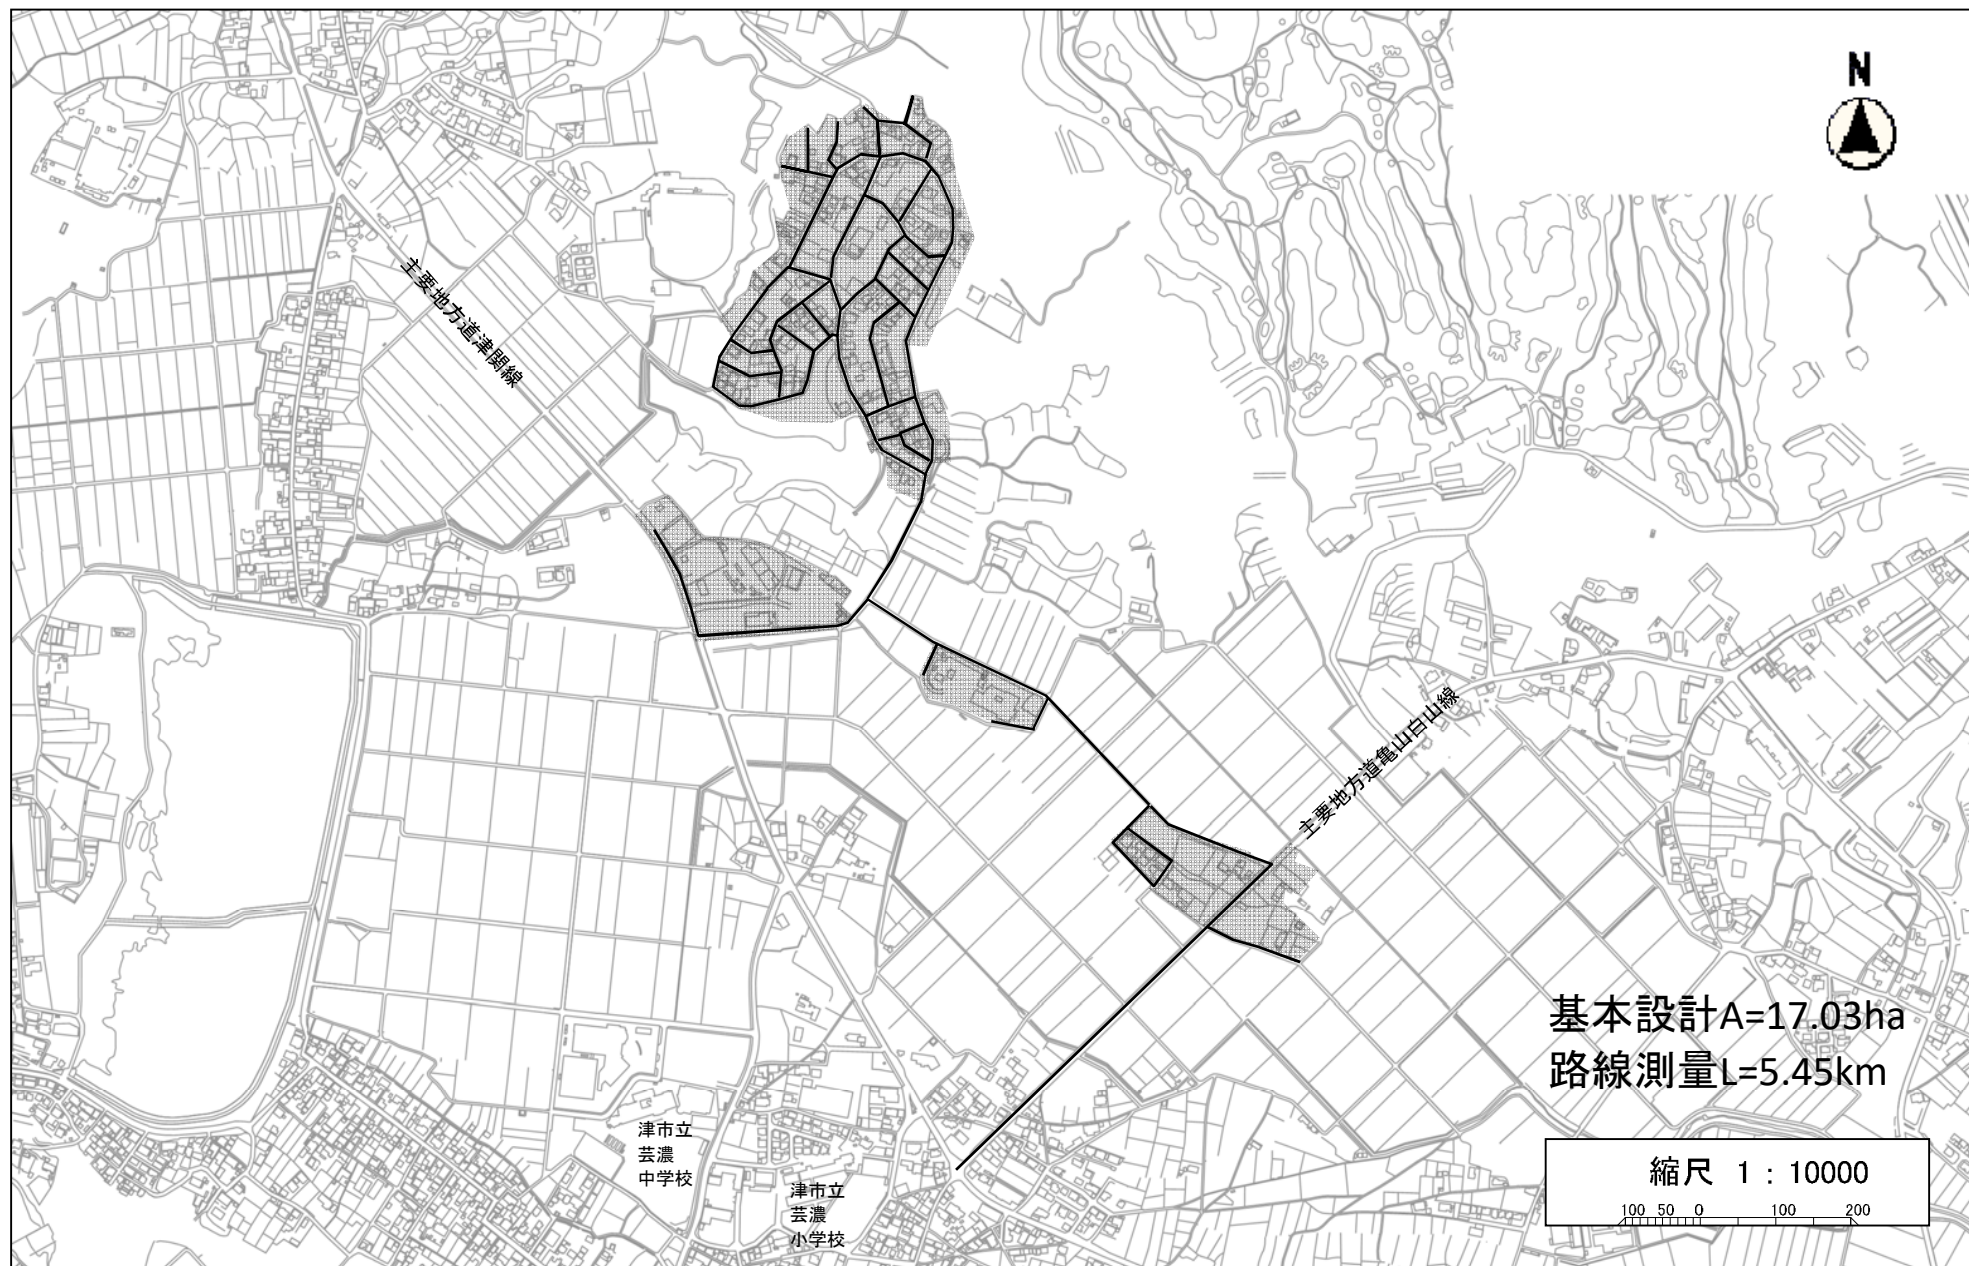 N
主要地方道津関線
主要地方道亀山白山線
基本設計A=17.03ha
路線測量L=5.45km
津市立
芸濃
中学校
津市立
芸濃
小学校
縮尺 1：10000
100 50 0 100 200